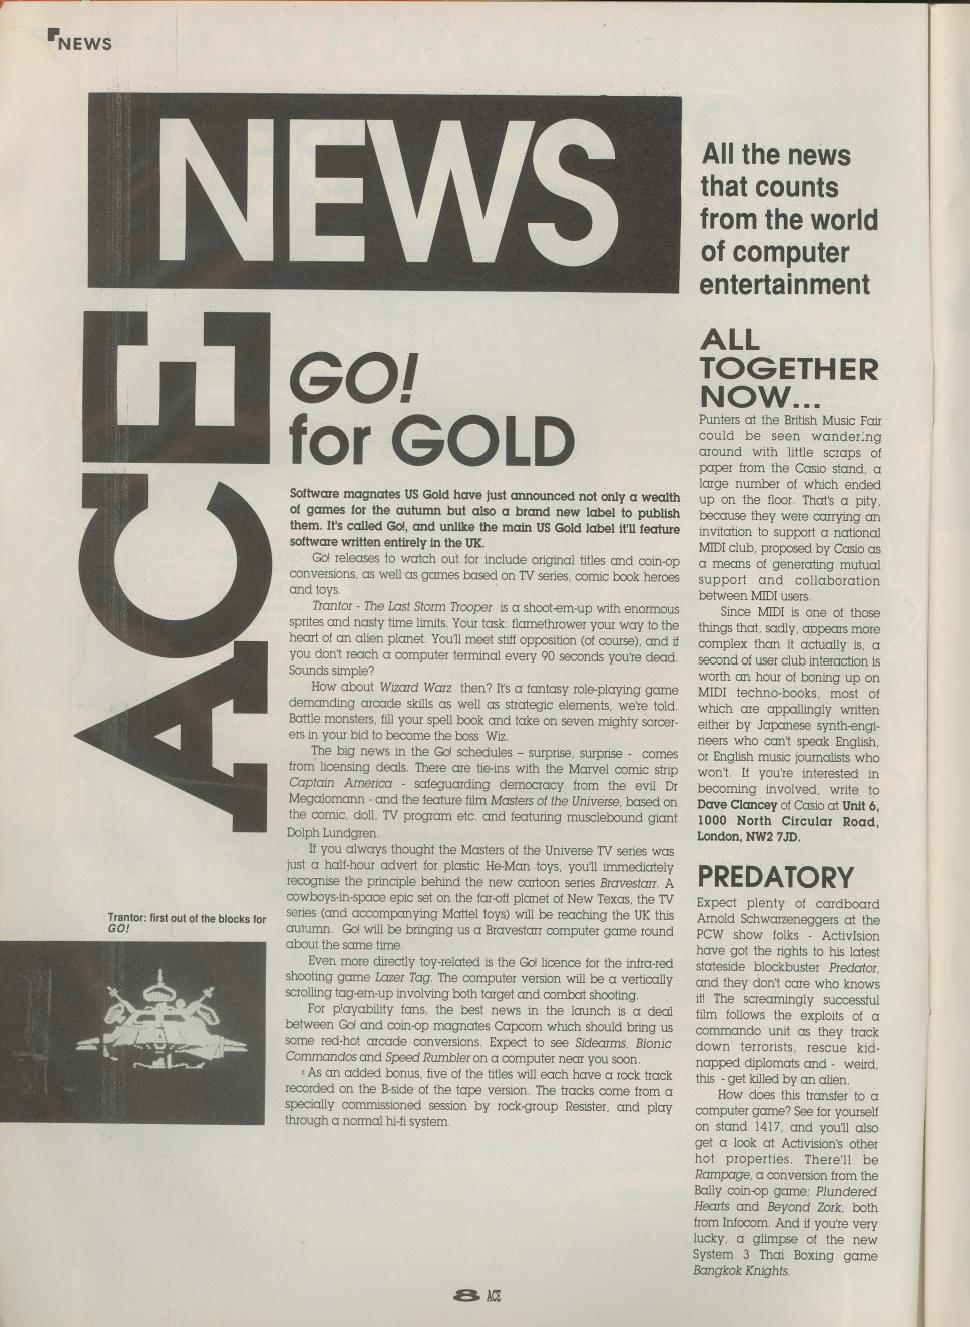 NEWS
NEWS
ACE
All the news
that counts
from the world
of computer
entertainment
GO!
for GOLD
Software magnates US Gold have just announced not only a wealth
of games for the autumn but also a brand new label to publish
them. It's called Go!, and unlike the main US Gold label it'll feature
software written entirely in the UK.
Go! releases to watch out for include original titles and coin-op
conversions, as well as games based on TV series, comic book heroes
and toys.
Trantor - The Last Storm Trooper is a shoot-em-up with enormous
sprites and nasty time limits. Your task: flamethrower your way to the
heart of an alien planet. You'll meet stiff opposition (of course), and if
you don't reach a computer terminal every 90 seconds you're dead.
Sounds simple?
How about Wizard Warz then? It's a fantasy role-playing game
demanding arcade skills as well as strategic elements, we're told.
Battle monsters, fill your spell book and take on seven mighty sorcer-
ers in your bid to become the boss Wiz.
The big news in the Go! schedules – surprise, surprise - comes
from licensing deals. There are tie-ins with the Marvel comic strip
Captain America - safeguarding democracy from the evil Dr
Megalomann - and the feature film Masters of the Universe, based on
the comic, doll, TV program etc. and featuring musclebound giant
Dolph Lundgren.
If you always thought the Masters of the Universe TV series was
just a half-hour advert for plastic He-Man toys, you'll immediately
recognise the principle behind the new cartoon series Bravestarr. A
cowboys-in-space epic set on the far-off planet of New Texas, the TV
series (and accompanying Mattel toys) will be reaching the UK this
autumn. Go! will be bringing us a Bravestarr computer game round
about the same time.
Even more directly toy-related is the Go! licence for the infra-red
shooting game Lazer Tag. The computer version will be a vertically
scrolling tag-em-up involving both target and combat shooting.
For playability fans, the best news in the launch is a deal
between Go! and coin-op magnates Capcom which should bring us
some red-hot arcade conversions. Expect to see Sidearms, Bionic
Commandos and Speed Rumbler on a computer near you soon.
As an added bonus, five of the titles will each have a rock track
recorded on the B-side of the tape version. The tracks come from a
specially commissioned session by rock-group Resister, and play
through a normal hi-fi system.
Trantor: first out of the blocks for
GO!
ALL
TOGETHER
NOW...
Punters at the British Music Fair
could be seen wandering
around with little scraps of
paper from the Casio stand, a
large number of which ended
up on the floor. That's a pity,
because they were carrying an
invitation to support a national
MIDI club, proposed by Casio as
a means of generating mutual
support and collaboration
between MIDI users.
Since MIDI is one of those
things that, sadly, appears more
complex than it actually is, a
second of user club interaction is
worth an hour of boning up on
MIDI techno-books, most of
which are appallingly written
either by Japanese synth-engi-
neers who can't speak English,
or English music journalists who
won't. If you're interested in
becoming involved, write to
Dave Clancey of Casio at Unit 6,
1000 North Circular Road,
London, NW2 7JD.
PREDATORY
Expect plenty of cardboard
Arnold Schwarzeneggers at the
PCW show folks - ActivIsion
have got the rights to his latest
stateside blockbuster Predator,
and they don't care who knows
it! The screamingly successful
film follows the exploits of a
commando unit as they track
down terrorists, rescue kid-
napped diplomats and - weird,
this - get killed by an alien.
How does this transfer to a
computer game? See for yourself
on stand 1417, and you'll also
get a look at Activision's other
hot properties. There'll be
Rampage, a conversion from the
Bally coin-op game; Plundered
Hearts and Beyond Zork, both
from Infocom. And if you're very
lucky, a glimpse of the new
System 3 Thai Boxing game
Bangkok Knights.
8 ACE